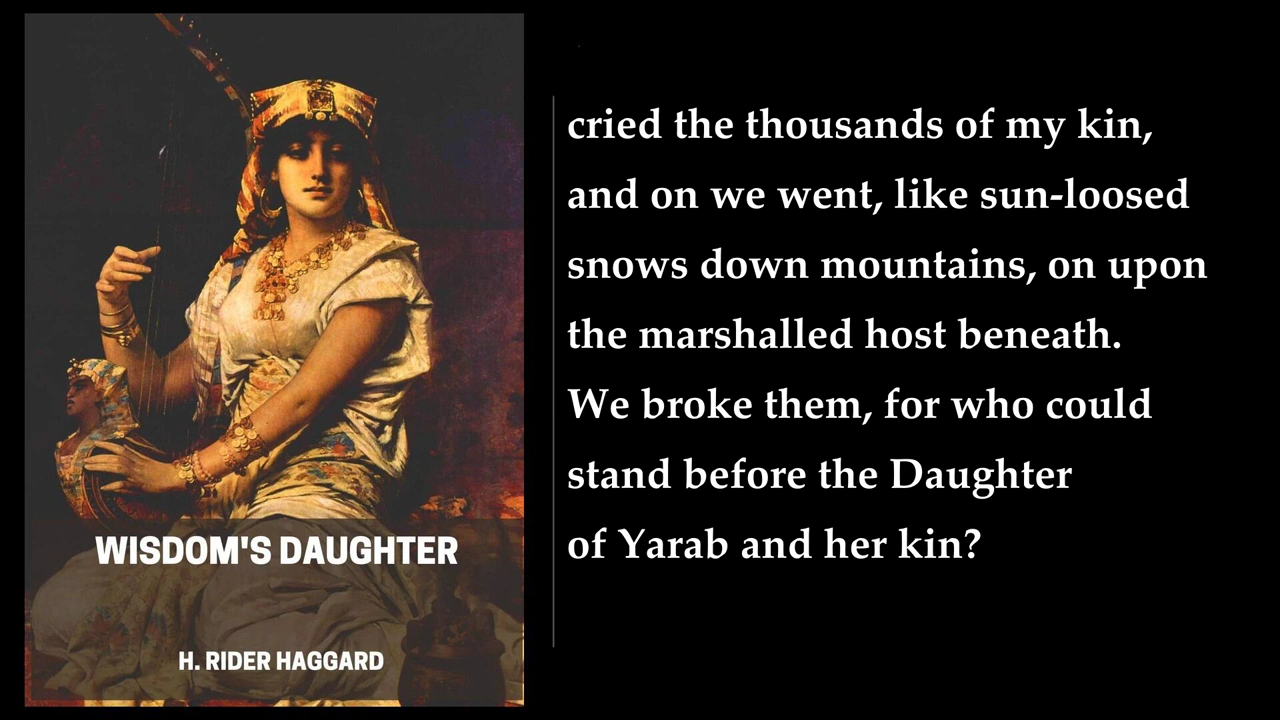 WISDOM'S DAUGHTER
H. RIDER HAGGARD
cried the thousands of my kin,
and on we went, like sun-loosed
snows down mountains, on upon
the marshalled host beneath.
We broke them, for who could
stand before the Daughter
of Yarab and her kin?